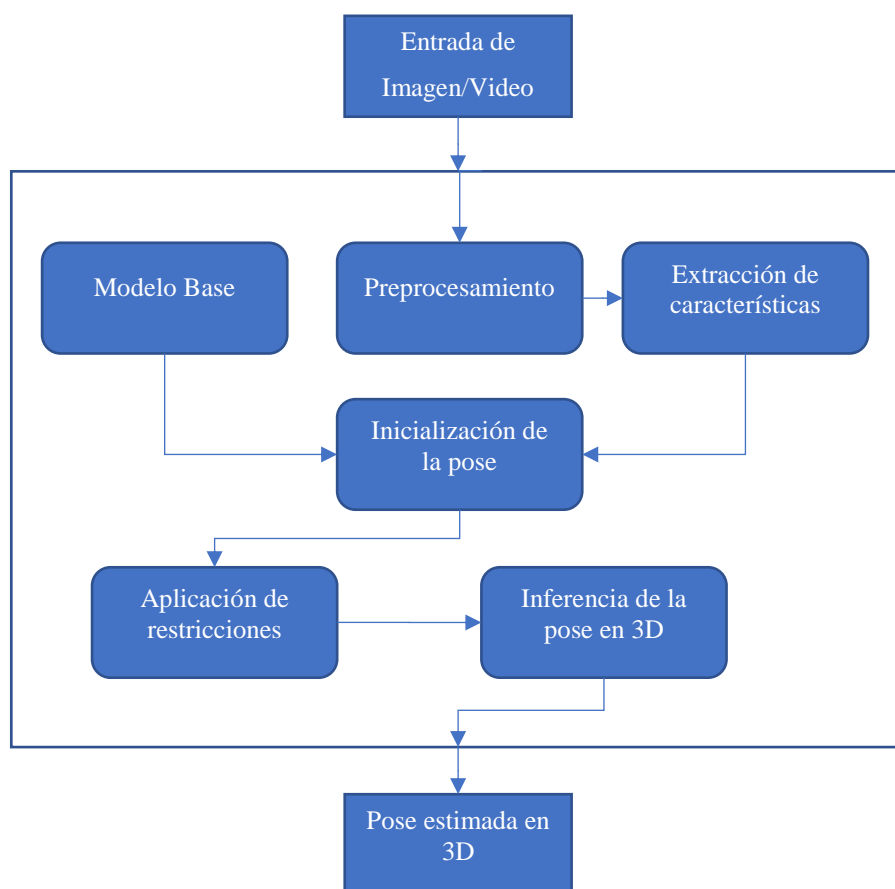 Entrada de
Imagen/Video
Modelo Base
Preprocesamiento
Extracción de
características
Inicialización de
la pose
Aplicación de
restricciones
Inferencia de la
pose en 3D
Pose estimada en
3D